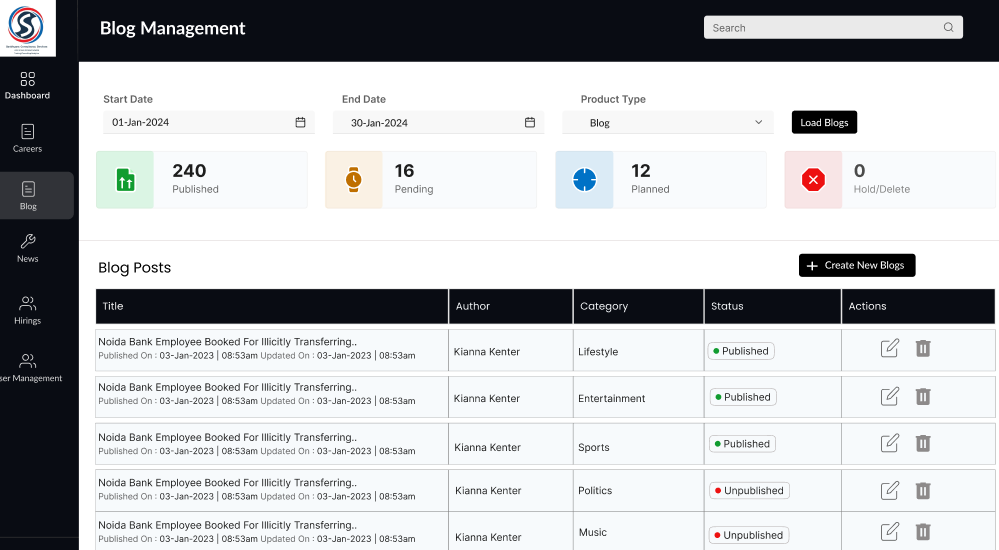 Blog Management
Search
Dashboard
Careers
Blog
News
Hirings
ser Management
Start Date
End Date
Product Type
01-Jan-2024
30-Jan-2024
Blog
Load Blogs
240
Published
16
Pending
12
Planned
0
Hold/Delete
Blog Posts
Create New Blogs
Title Author Category Status Actions
Noida Bank Employee Booked For Illicitly Transferring..
Published On : 03-Jan-2023 | 08:53am Updated On : 03-Jan-2023 | 08:53am
Kianna Kenter
Lifestyle
Published
Noida Bank Employee Booked For Illicitly Transferring..
Published On : 03-Jan-2023 | 08:53am Updated On : 03-Jan-2023 | 08:53am
Kianna Kenter
Entertainment
Published
Noida Bank Employee Booked For Illicitly Transferring..
Published On : 03-Jan-2023 | 08:53am Updated On : 03-Jan-2023 | 08:53am
Kianna Kenter
Sports
Published
Noida Bank Employee Booked For Illicitly Transferring..
Published On : 03-Jan-2023 | 08:53am Updated On : 03-Jan-2023 | 08:53am
Kianna Kenter
Politics
Unpublished
Noida Bank Employee Booked For Illicitly Transferring..
Published On : 03-Jan-2023 | 08:53am Updated On : 03-Jan-2023 | 08:53am
Kianna Kenter
Music
Unpublished